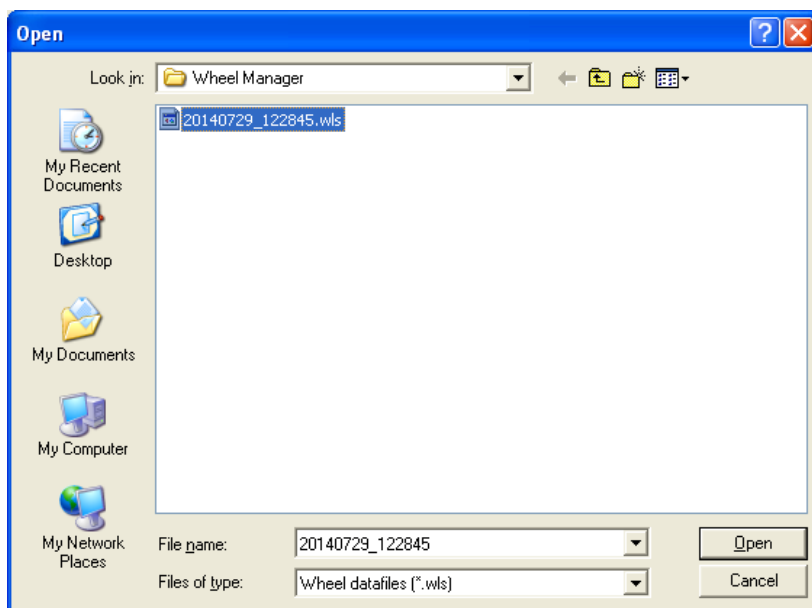 Open
Look in:
Wheel Manager
20140729_122845.wls
My Recent
Documents
Desktop
My Documents
My Computer
My Network
Places
File name:
20140729_122845
Open
Files of type:
Wheel datafiles (*.wls)
Cancel